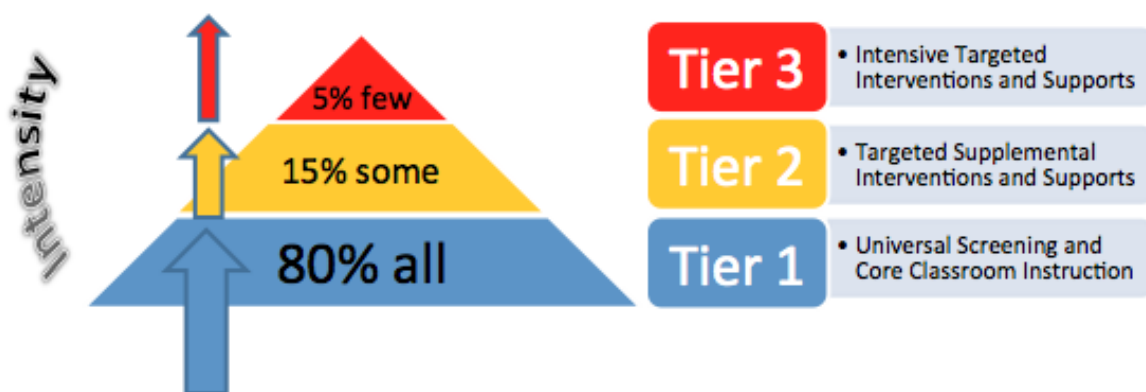 Intensity
5% few
15% some
80% all
Tier 3
• Intensive Targeted
Interventions and Supports
Tier 2
• Targeted Supplemental
Interventions and Supports
Tier 1
• Universal Screening and
Core Classroom Instruction